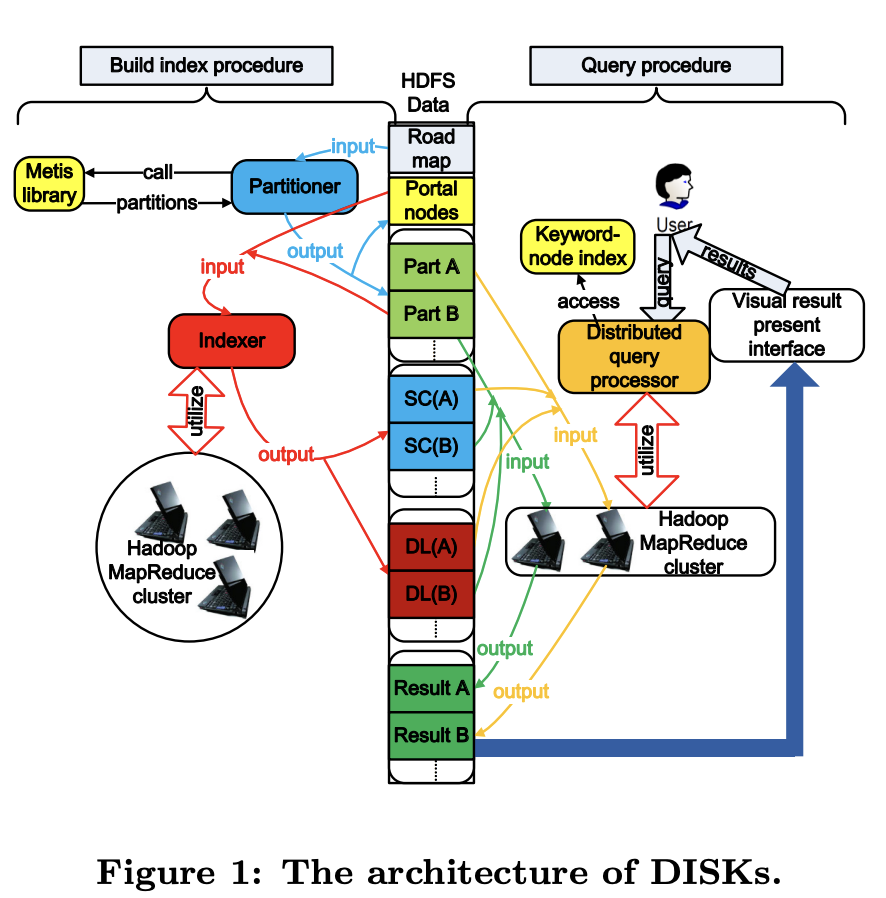 Build index procedure
HDFS
Data
Query procedure
Road
map
input
Metis
library
call
partitions
Partitioner
Portal
nodes
output
input
Part A
Part B
User
Keyword-
node index
query
results
access
Visual result
present
interface
Distributed
query
processor
Indexer
utilize
output
SC(A)
SC(B)
input
input
utilize
Hadoop
MapReduce
cluster
DL(A)
DL(B)
Hadoop
MapReduce
cluster
output
output
Result A
Result B
Figure 1: The architecture of DISKs.